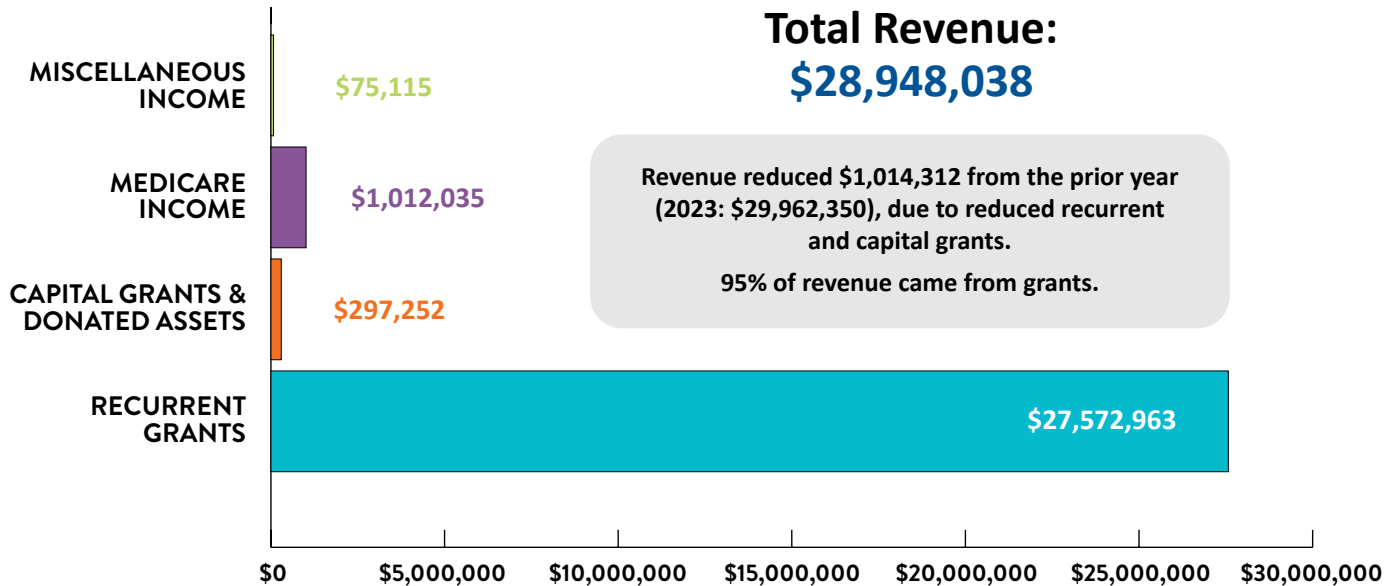 Total Revenue:
$28,948,038
MISCELLANEOUS
INCOME
$75,115
MEDICARE
INCOME
$1,012,035
Revenue reduced $1,014,312 from the prior year
(2023: $29,962,350), due to reduced recurrent
and capital grants.
95% of revenue came from grants.
CAPITAL GRANTS &
DONATED ASSETS
$297,252
RECURRENT
GRANTS
$27,572,963
$0
$5,000,000
$10,000,000
$15,000,000
$20,000,000
$25,000,000
$30,000,000